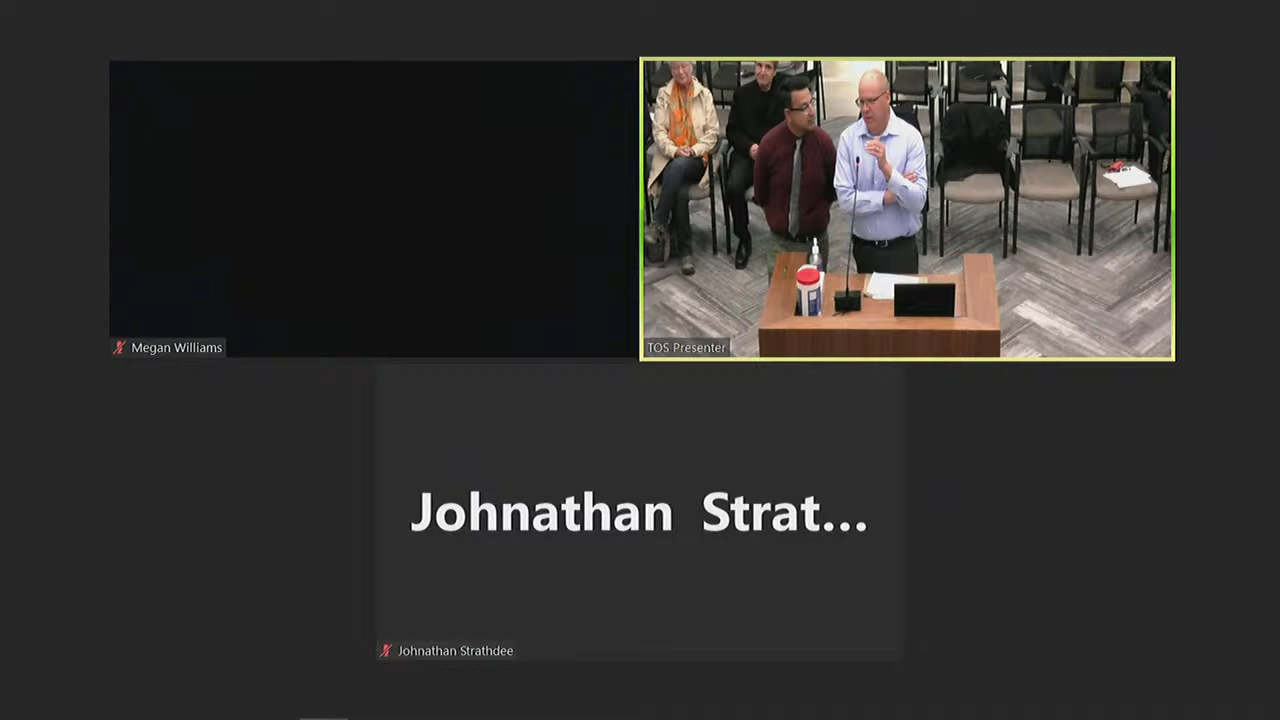 Megan Williams
TOS Presenter
Johnathan Strat...
Johnathan Strathdee